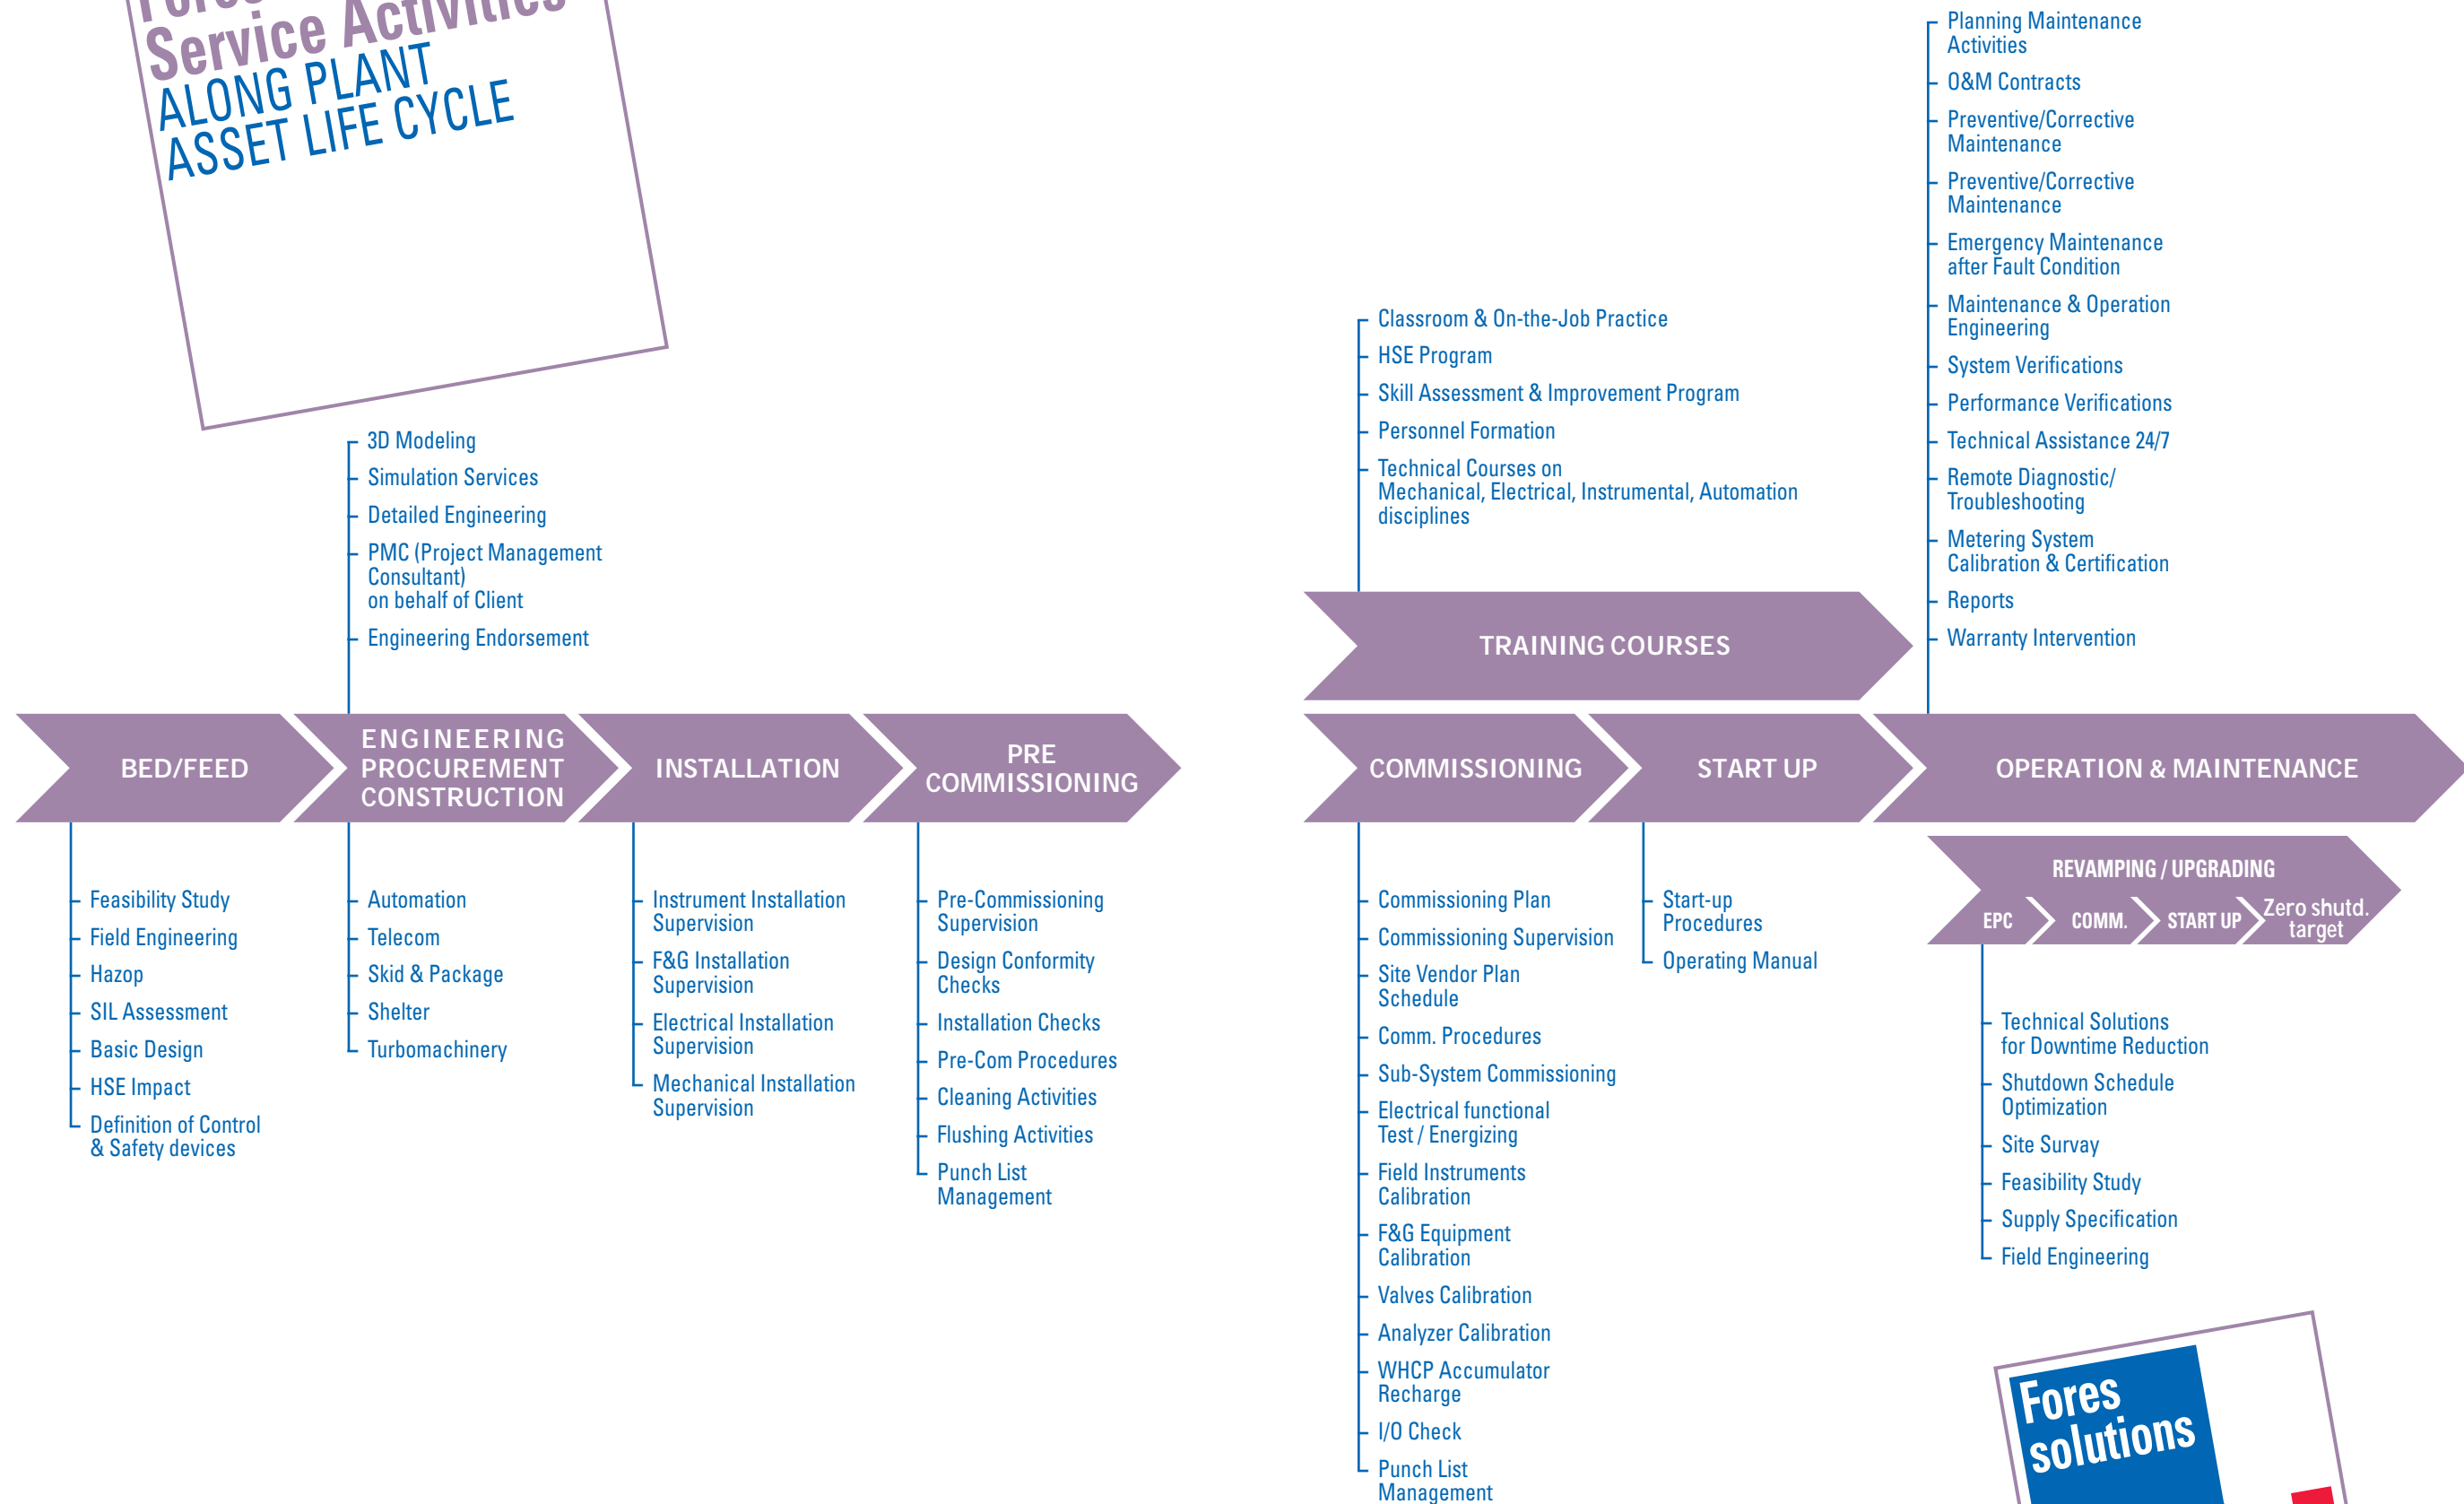 Service Activities
ALONG PLANT
ASSET LIFE CYCLE
3D Modeling
Simulation Services
Detailed Engineering
PMC (Project Management
Consultant)
on behalf of Client
Engineering Endorsement
BED/FEED
ENGINEERING
PROCUREMENT
CONSTRUCTION
INSTALLATION
PRE
COMMISSIONING
Feasibility Study
Field Engineering
Hazop
SIL Assessment
Basic Design
HSE Impact
Definition of Control
& Safety devices
Automation
Telecom
Skid & Package
Shelter
Turbomachinery
Instrument Installation
Supervision
F&G Installation
Supervision
Electrical Installation
Supervision
Mechanical Installation
Supervision
Pre-Commissioning
Supervision
Design Conformity
Checks
Installation Checks
Pre-Com Procedures
Cleaning Activities
Flushing Activities
Punch List
Management
Classroom & On-the-Job Practice
HSE Program
Skill Assessment & Improvement Program
Personnel Formation
Technical Courses on
Mechanical, Electrical, Instrumental, Automation
disciplines
TRAINING COURSES
Planning Maintenance
Activities
O&M Contracts
Preventive/Corrective
Maintenance
Preventive/Corrective
Maintenance
Emergency Maintenance
after Fault Condition
Maintenance & Operation
Engineering
System Verifications
Performance Verifications
Technical Assistance 24/7
Remote Diagnostic/
Troubleshooting
Metering System
Calibration & Certification
Reports
Warranty Intervention
COMMISSIONING
START UP
OPERATION & MAINTENANCE
REVAMPING / UPGRADING
EPC
COMM.
START UP
Zero shutd.
target
Commissioning Plan
Commissioning Supervision
Site Vendor Plan
Schedule
Comm. Procedures
Sub-System Commissioning
Electrical functional
Test / Energizing
Field Instruments
Calibration
F&G Equipment
Calibration
Valves Calibration
Analyzer Calibration
WHCP Accumulator
Recharge
I/O Check
Punch List
Management
Start-up
Procedures
Operating Manual
Technical Solutions
for Downtime Reduction
Shutdown Schedule
Optimization
Site Survay
Feasibility Study
Supply Specification
Field Engineering
Fores
solutions